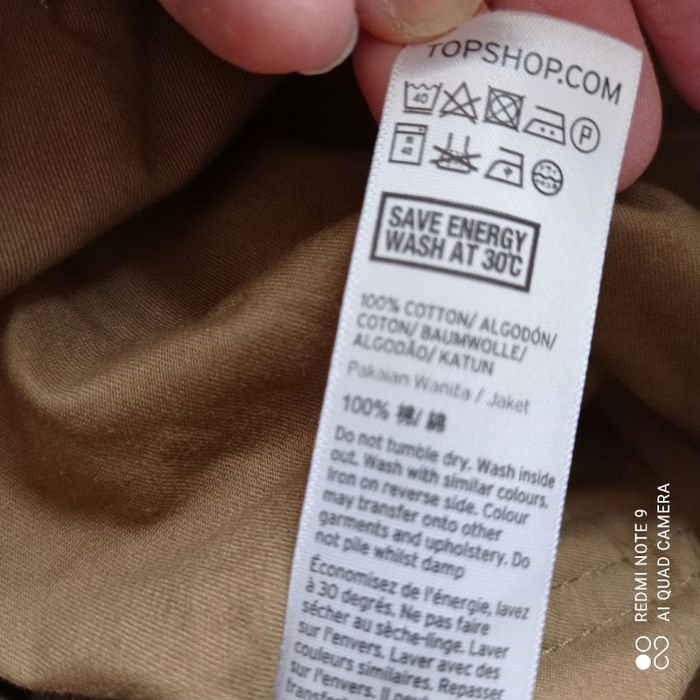 TOPSHOP.COM
40 P
40
SAVE ENERGY
WASH AT 30℃
100% COTTON/ ALGODÓN/
COTON/ BAUMWOLLE/
ALGODÃO/ KATUN
Pakaian Wanita / Jaket
100% 棉/ 綿
Do not tumble dry. Wash inside
out. Wash with similar colours.
Iron on reverse side. Colour
may transfer onto other
garments and upholstery. Do
not pile whilst damp
Économisez de l'énergie, lavez
à 30 degrés. Ne pas faire
sécher au sèche-linge. Laver
sur l'envers. Laver avec des
couleurs similaires. Repasser
sur l'envers. Il peut
REDMI NOTE 9
AI QUAD CAMERA